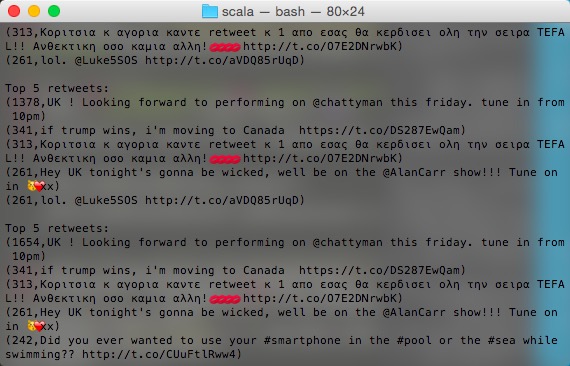 scala — bash — 80×24
(313,Κοριτσια κ αγορια καντε retweet κ 1 απο εσας θα κερδισει ολη την σειρα TEFA
L!! Ανθεκτικη οσο καμια αλλη!💋💋💋💋http://t.co/O7E2DNrwbK)
(261,lol. @Luke5SOS http://t.co/aVDQ85rUqD)
Top 5 retweets:
(1378,UK ! Looking forward to performing on @chattyman this friday. tune in from
10pm)
(341,if trump wins, i'm moving to Canada  https://t.co/DS287EwQam)
(313,Κοριτσια κ αγορια καντε retweet κ 1 απο εσας θα κερδισει ολη την σειρα TEFA
L!! Ανθεκτικη οσο καμια αλλη!💋💋💋💋http://t.co/O7E2DNrwbK)
(261,Hey UK tonight's gonna be wicked, well be on the @AlanCarr show!!! Tune on
in 😘❤xx)
(261,lol. @Luke5SOS http://t.co/aVDQ85rUqD)
Top 5 retweets:
(1654,UK ! Looking forward to performing on @chattyman this friday. tune in from
10pm)
(341,if trump wins, i'm moving to Canada  https://t.co/DS287EwQam)
(313,Κοριτσια κ αγορια καντε retweet κ 1 απο εσας θα κερδισει ολη την σειρα TEFA
L!! Ανθεκτικη οσο καμια αλλη!💋💋💋💋http://t.co/O7E2DNrwbK)
(261,Hey UK tonight's gonna be wicked, well be on the @AlanCarr show!!! Tune on
in 😘❤xx)
(242,Did you ever wanted to use your #smartphone in the #pool or the #sea while
swimming?? http://t.co/CUuFtlRww4)